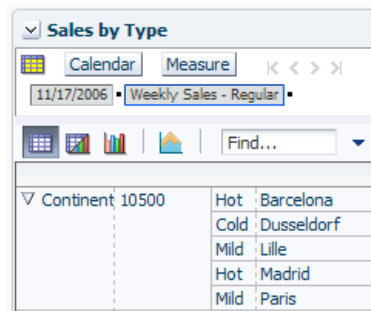 Sales by Type
Calendar Measure
11/17/2006 Weekly Sales - Regular
Find...
Continent 10500 Hot Barcelona
Cold Dusseldorf
Mild Lille
Hot Madrid
Mild Paris